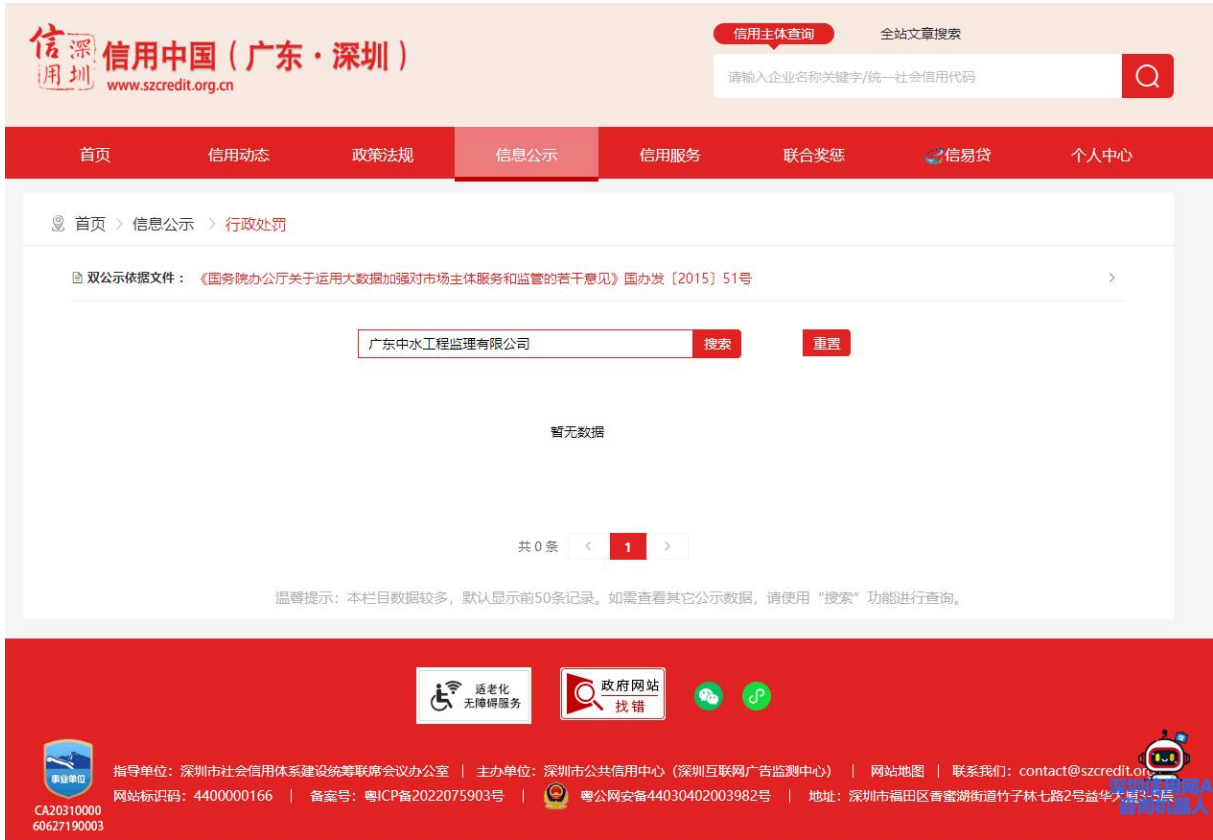 信用
深圳
信用中国（广东·深圳）
www.szcredit.org.cn
信用主体查询 全站文章搜索
请输入企业名称关键字/统一社会信用代码
首页 信用动态 政策法规 信息公示 信用服务 联合奖惩 信易贷 个人中心
首页 > 信息公示 > 行政处罚
双公示依据文件： 《国务院办公厅关于运用大数据加强对市场主体服务和监管的若干意见》国办发〔2015〕51号 >
广东中水工程监理有限公司 搜索 重置
暂无数据
共 0 条 < 1 >
温馨提示：本栏目数据较多，默认显示前50条记录。如需查看其它公示数据，请使用“搜索”功能进行查询。
适老化
无障碍服务
政府网站
找错
事业单位
CA20310000
60627190003
指导单位：深圳市社会信用体系建设统筹联席会议办公室 | 主办单位：深圳市公共信用中心（深圳互联网广告监测中心） | 网站地图 | 联系我们：contact@szcredit.org
网站标识码：4400000166 | 备案号：粤ICP备2022075903号 | 粤公网安备44030402003982号 | 地址：深圳市福田区香蜜湖街道竹子林七路2号益华大厦3-5层
深圳信用网A
咨询机器人